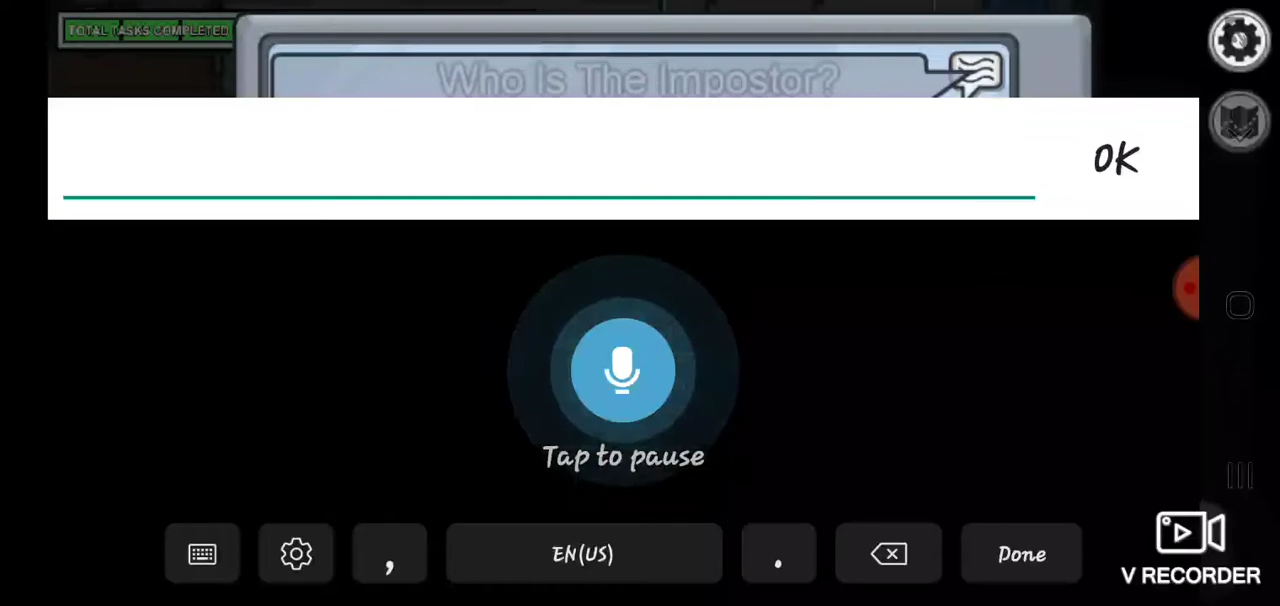 TOTAL TASKS COMPLETED
Who Is The Impostor?
OK
Tap to pause
,
EN(US)
.
Done
V RECORDER